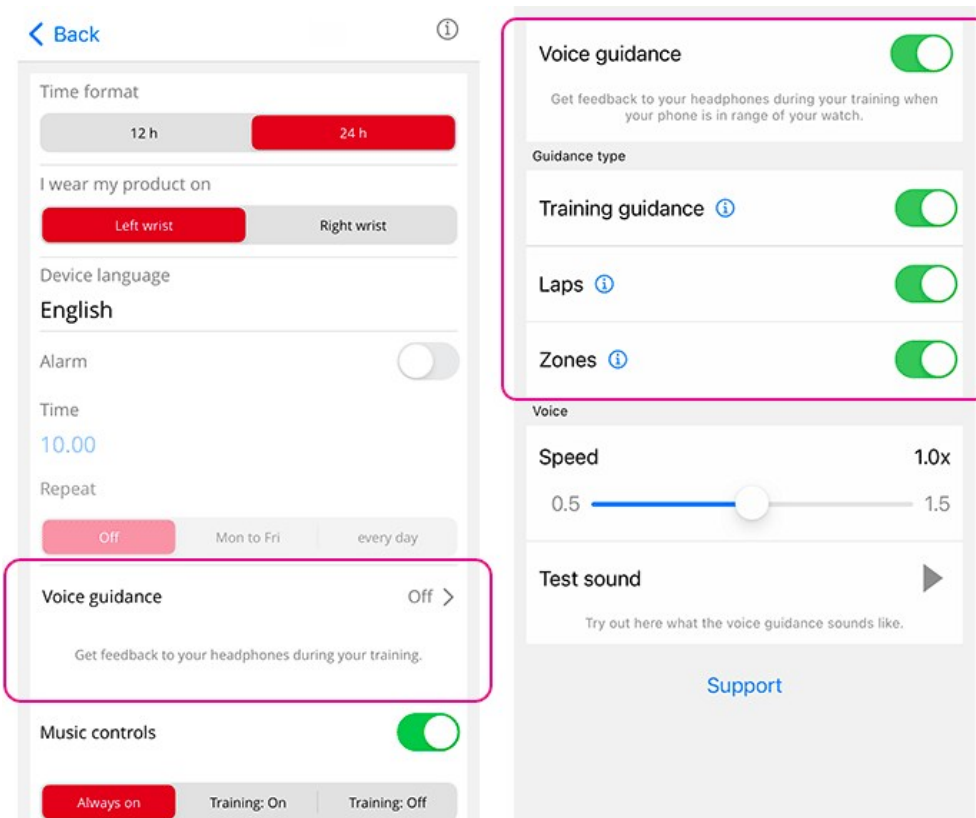 Back
Time format
12 h 24 h
I wear my product on
Left wrist Right wrist
Device language
English
Alarm
Time
10.00
Repeat
Off Mon to Fri every day
Voice guidance Off
Get feedback to your headphones during your training.
Music controls
Always on Training: On Training: Off
Voice guidance
Get feedback to your headphones during your training when
your phone is in range of your watch.
Guidance type
Training guidance
Laps
Zones
Voice
Speed 1.0x
0.5 1.5
Test sound
Try out here what the voice guidance sounds like.
Support